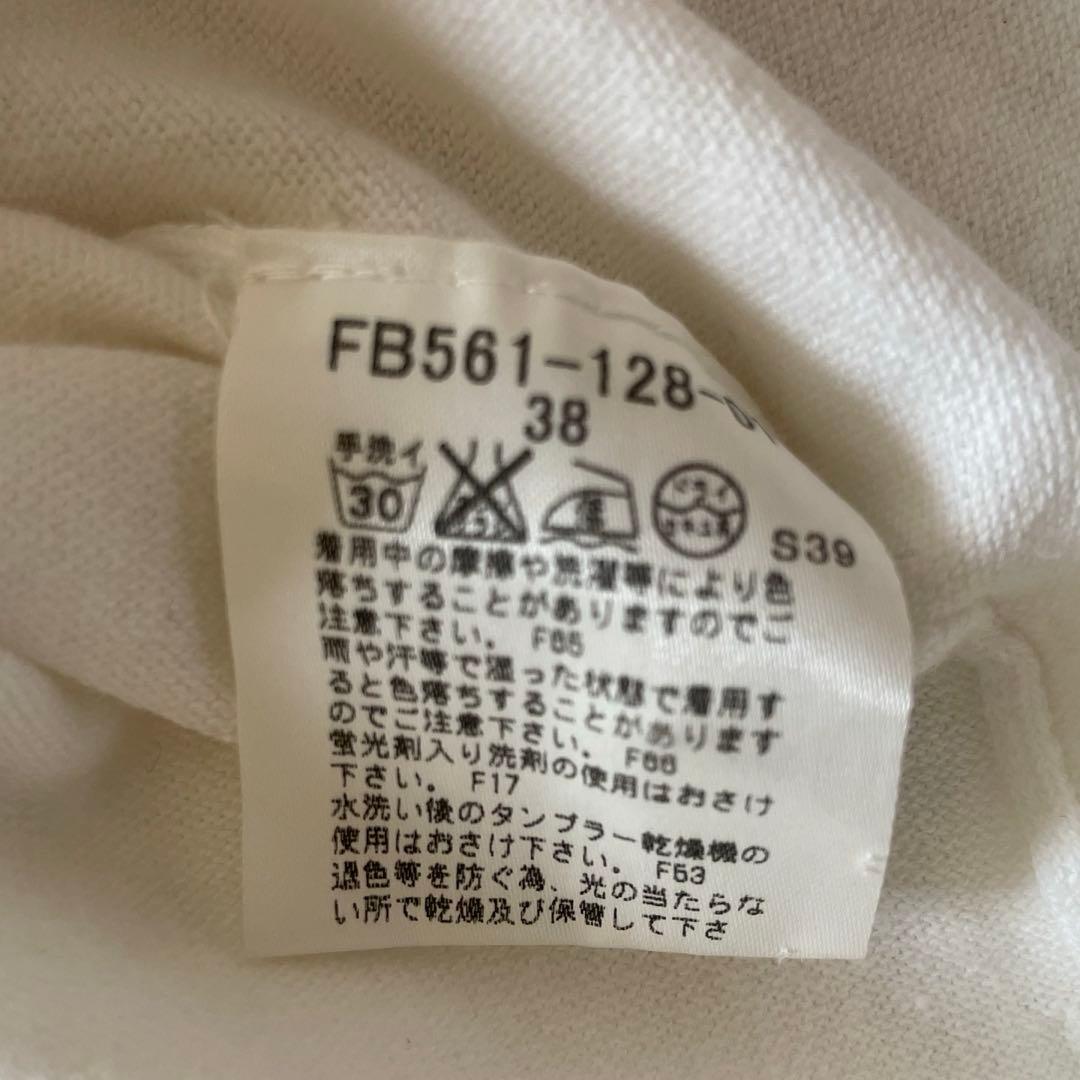 FB561-128-01
38
手洗イ
30
S39
着用中の摩擦や洗濯等により色
落ちすることがありますのでご
注意下さい。 F65
雨や汗等で湿った状態で着用す
ると色落ちすることがあります
のでご注意下さい。 F66
蛍光剤入り洗剤の使用はおさけ
下さい。 F17
水洗い後のタンブラー乾燥機の
使用はおさけ下さい。 F53
退色等を防ぐ為、光の当たらな
い所で乾燥及び保管して下さ